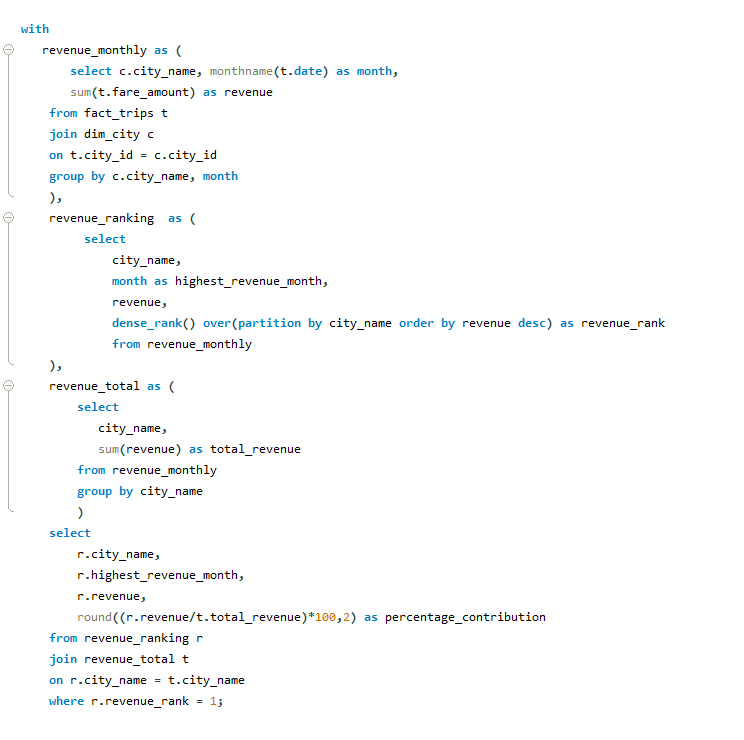 with
revenue_monthly as (
select c.city_name, monthname(t.date) as month,
sum(t.fare_amount) as revenue
from fact_trips t
join dim_city c
on t.city_id = c.city_id
group by c.city_name, month
),
revenue_ranking  as (
select
city_name,
month as highest_revenue_month,
revenue,
dense_rank() over(partition by city_name order by revenue desc) as revenue_rank
from revenue_monthly
),
revenue_total as (
select
city_name,
sum(revenue) as total_revenue
from revenue_monthly
group by city_name
)
select
r.city_name,
r.highest_revenue_month,
r.revenue,
round((r.revenue/t.total_revenue)*100,2) as percentage_contribution
from revenue_ranking r
join revenue_total t
on r.city_name = t.city_name
where r.revenue_rank = 1;